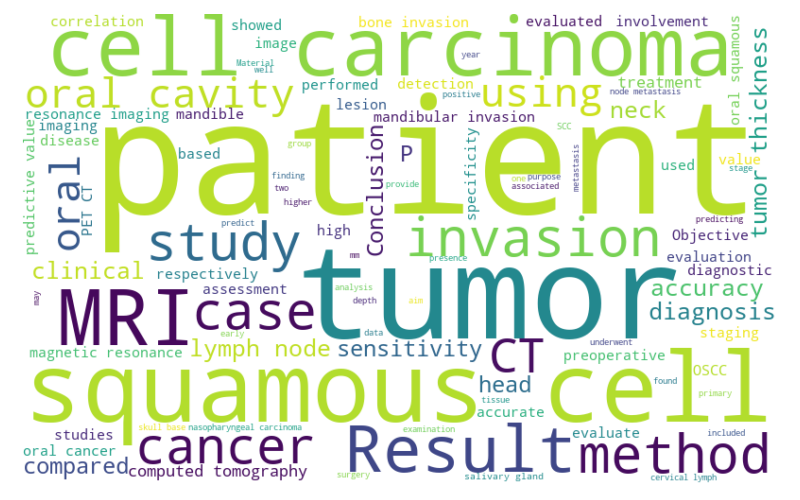 correlation
showed
bone invasion
evaluated
involvement
cell
carcinoma
image
Material
well
year
node metastasis
oral cavity
performed
detection
positive
using
treatment
oral squamous
tumor thickness
lesion
resonance imaging
mandible
mandibular invasion
neck
imaging
disease
patient
predictive value
oral
PET CT
based
group
finding
two
higher
Conclusion
P
specificity
SCC
one
purpose
associated
provide
metastasis
used
value
stage
predict
study
high
invasion
predicting
Objective
evaluation
diagnostic
clinical
respectively
mm
presence
tumor
assessment
analysis
depth
aim
accuracy
may
MRI
case
data
diagnosis
early
underwent
staging
magnetic resonance
lymph node
sensitivity
CT
preoperative
found
OSCC
squamous cell
head
tissue
primary
accurate
skull base
nasopharyngeal carcinoma
examination
studies
cancer
Result
evaluate
included
method
oral cancer
compared
computed tomography
surgery
salivary gland
cervical lymph